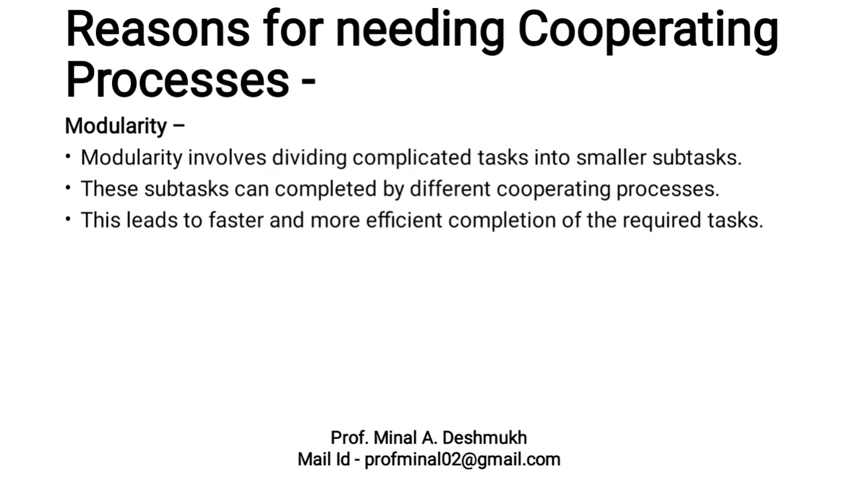 Reasons for needing Cooperating
Processes -
Modularity –
• Modularity involves dividing complicated tasks into smaller subtasks.
• These subtasks can completed by different cooperating processes.
• This leads to faster and more efficient completion of the required tasks.
Prof. Minal A. Deshmukh
Mail Id - profminal02@gmail.com